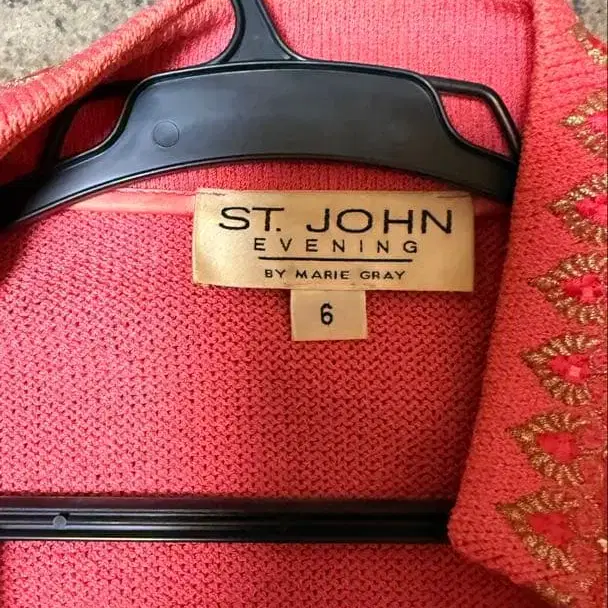 ST. JOHN
EVENING
BY MARIE GRAY
6